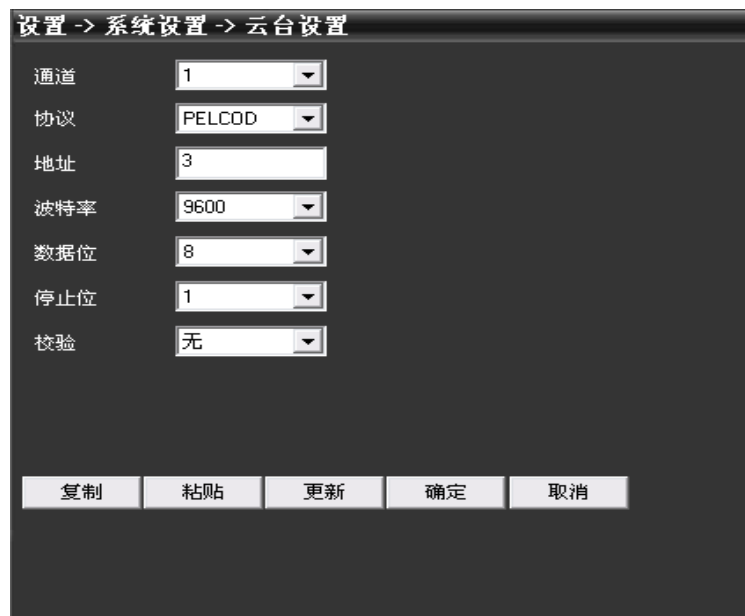 设置 -> 系统设置 -> 云台设置
通道 1
协议 PELCOD
地址 3
波特率 9600
数据位 8
停止位 1
校验 无
复制 粘贴 更新 确定 取消